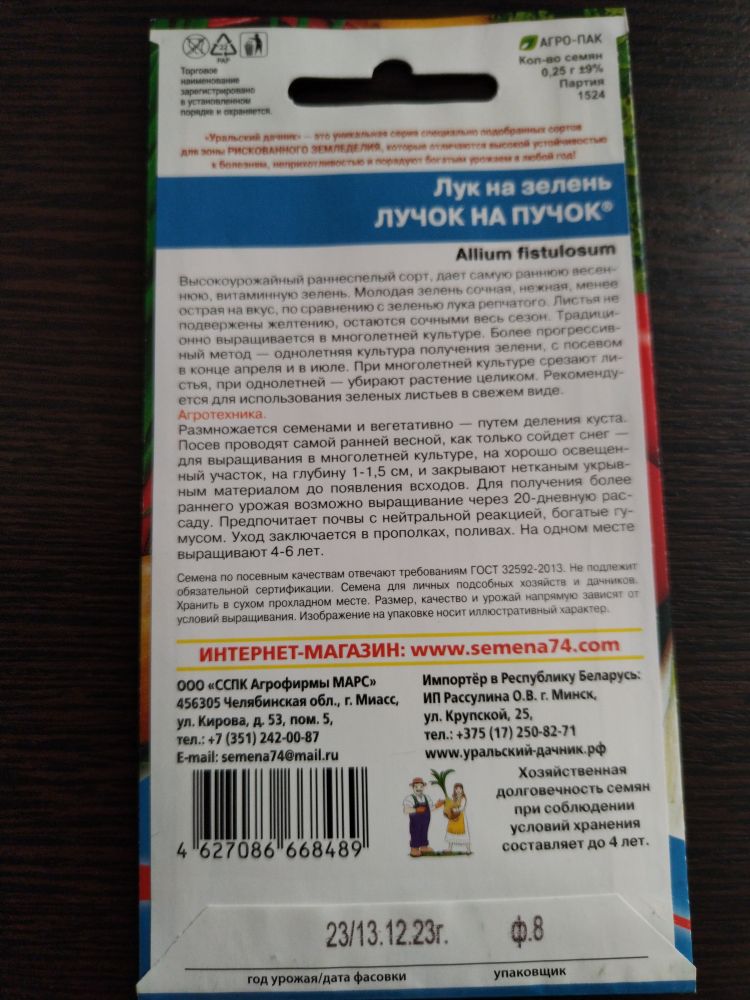 22
PAP
Торговое
наименование
зарегистрировано
в установленном
порядке и охраняется.
АГРО-ПАК
Кол-во семян
0,25 г ±9%
Партия
1524
«Уральский дачник» — это уникальная серия специально подобранных сортов
для зоны РИСКОВАННОГО ЗЕМЛЕДЕЛИЯ, которые отличаются высокой устойчивостью
к болезням, неприхотливостью и порадуют богатым урожаем в любой год!
Лук на зелень
ЛУЧОК НА ПУЧОК®
Allium fistulosum
Высокоурожайный раннеспелый сорт, дает самую раннюю весен-
нюю, витаминную зелень. Молодая зелень сочная, нежная, менее
острая на вкус, по сравнению с зеленью лука репчатого. Листья не
подвержены желтению, остаются сочными весь сезон. Традици-
онно выращивается в многолетней культуре. Более прогрессив-
ный метод — однолетняя культура получения зелени, с посевом
в конце апреля и в июле. При многолетней культуре срезают ли-
стья, при однолетней — убирают растение целиком. Рекоменду-
ется для использования зеленых листьев в свежем виде.
Агротехника.
Размножается семенами и вегетативно — путем деления куста.
Посев проводят самой ранней весной, как только сойдет снег —
для выращивания в многолетней культуре, на хорошо освещен-
ный участок, на глубину 1-1,5 см, и закрывают нетканым укрыв-
ным материалом до появления всходов. Для получения более
раннего урожая возможно выращивание через 20-дневную рас-
саду. Предпочитает почвы с нейтральной реакцией, богатые гу-
мусом. Уход заключается в прополках, поливах. На одном месте
выращивают 4-6 лет.
Семена по посевным качествам отвечают требованиям ГОСТ 32592-2013. Не подлежит
обязательной сертификации. Семена для личных подсобных хозяйств и дачников.
Хранить в сухом прохладном месте. Размер, качество и урожай напрямую зависят от
условий выращивания. Изображение на упаковке носит иллюстративный характер.
ИНТЕРНЕТ-МАГАЗИН: www.semena74.com
ООО «ССПК Агрофирмы МАРС»
456305 Челябинская обл., г. Миасс,
ул. Кирова, д. 53, пом. 5,
тел.: +7 (351) 242-00-87
E-mail: semena74@mail.ru
Импортёр в Республику Беларусь:
ИП Рассулина О.В. г. Минск,
ул. Крупской, 25,
тел.: +375 (17) 250-82-71
www.уральский-дачник.рф
Хозяйственная
долговечность семян
при соблюдении
условий хранения
составляет до 4 лет.
4 627086 668489
23/13.12.23г.
ф.8
год урожая/дата фасовки
упаковщик